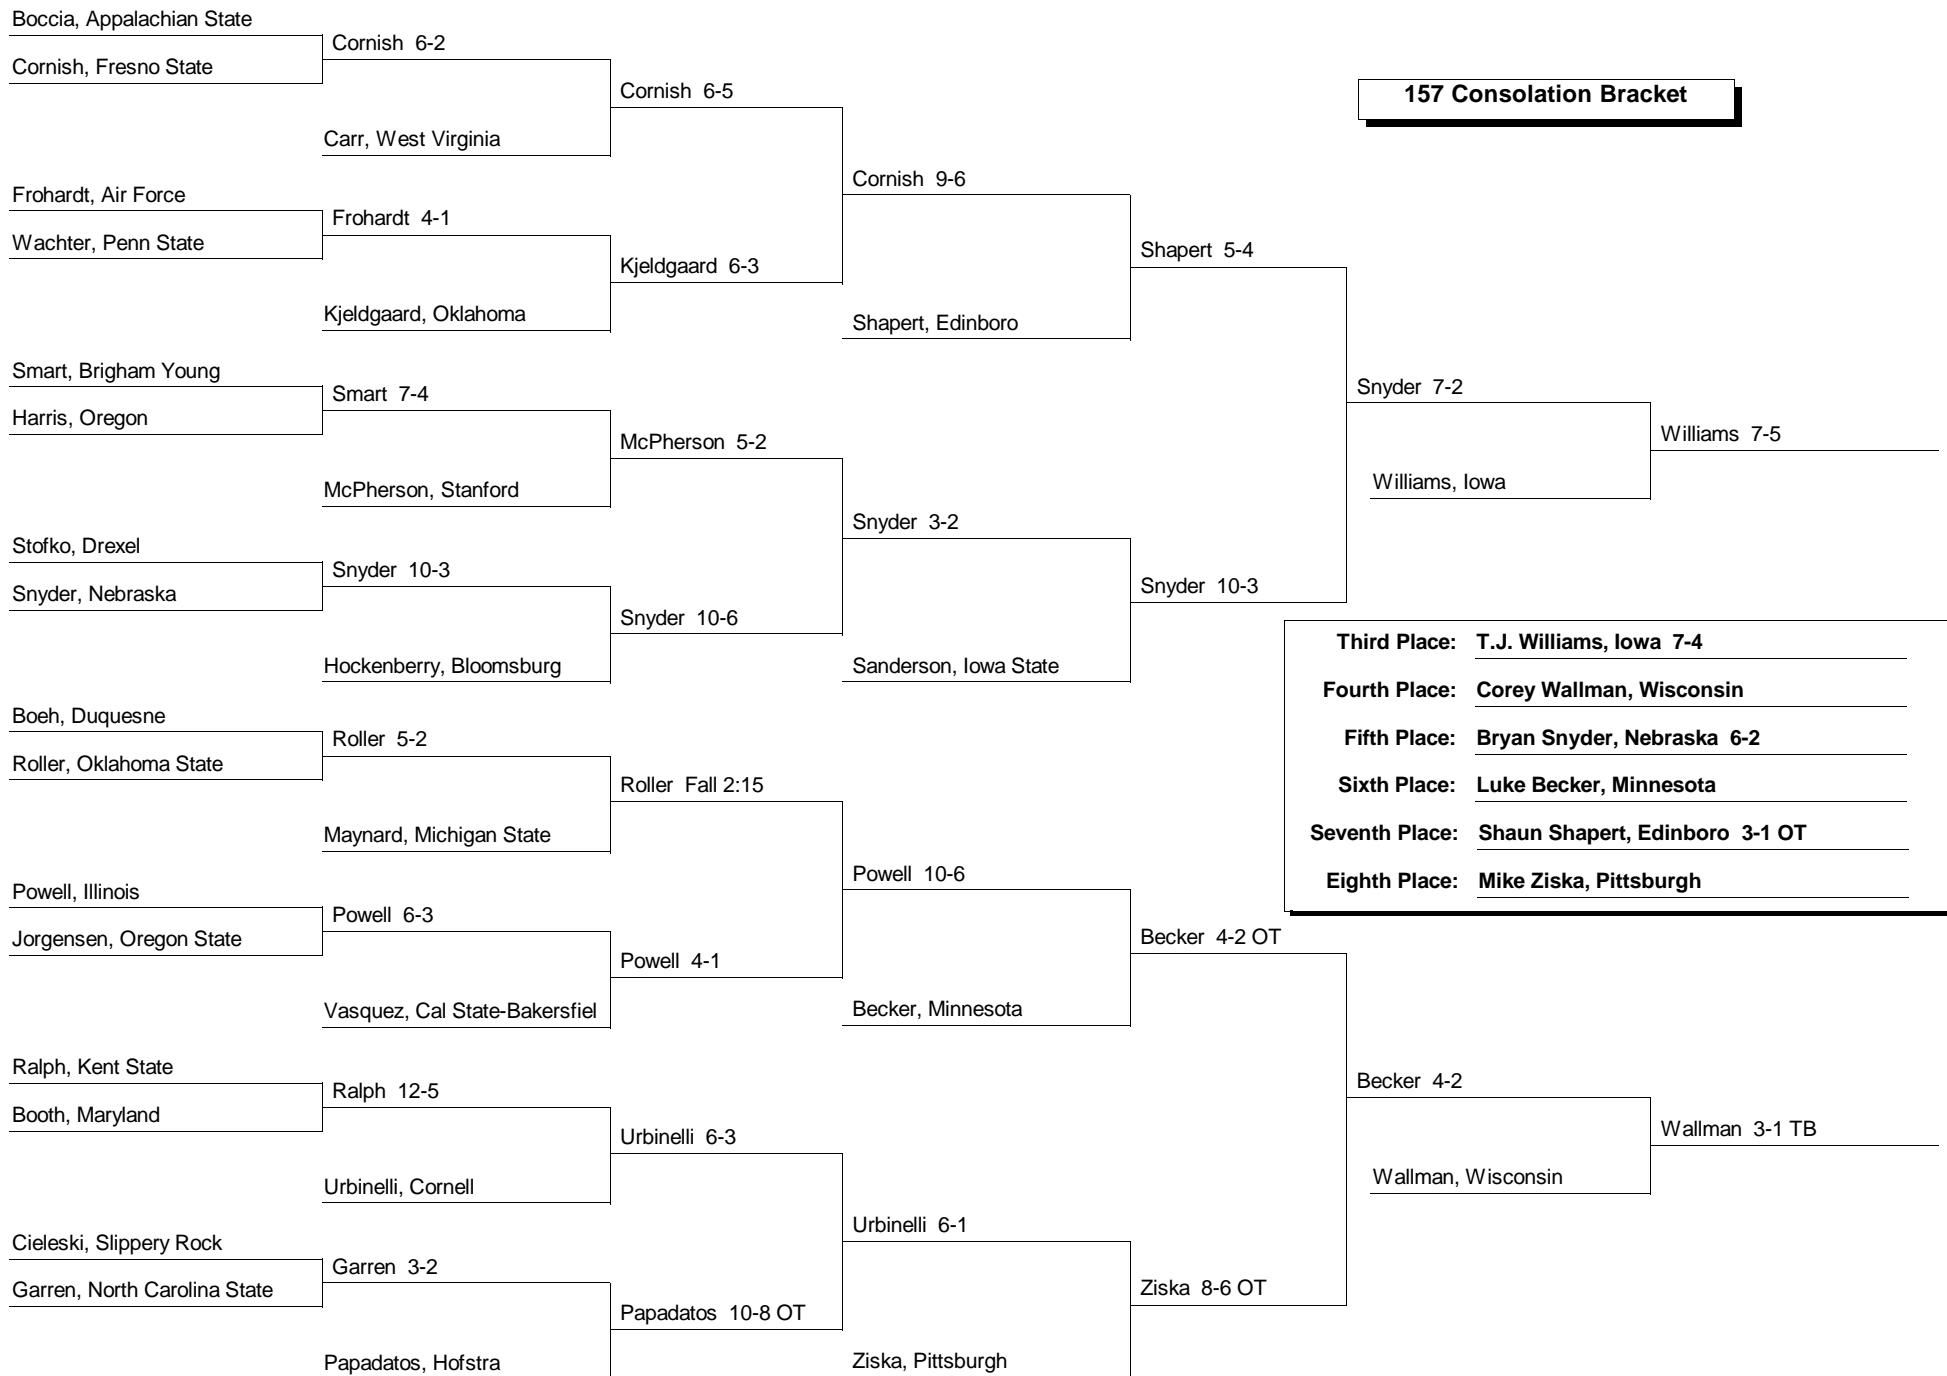 Boccia, Appalachian State
Cornish, Fresno State
Frohardt, Air Force
Wachter, Penn State
Smart, Brigham Young
Harris, Oregon
Stofko, Drexel
Snyder, Nebraska
Boeh, Duquesne
Roller, Oklahoma State
Powell, Illinois
Jorgensen, Oregon State
Ralph, Kent State
Booth, Maryland
Cieleski, Slippery Rock
Garren, North Carolina State
Cornish 6-2
Carr, West Virginia
Frohardt 4-1
Kjeldgaard, Oklahoma
Smart 7-4
McPherson, Stanford
Snyder 10-3
Hockenberry, Bloomsburg
Roller 5-2
Maynard, Michigan State
Powell 6-3
Vasquez, Cal State-Bakersfiel
Ralph 12-5
Urbinelli, Cornell
Garren 3-2
Papadatos, Hofstra
Cornish 6-5
Kjeldgaard 6-3
McPherson 5-2
Snyder 10-6
Roller Fall 2:15
Powell 4-1
Urbinelli 6-3
Papadatos 10-8 OT
Cornish 9-6
Shapert, Edinboro
Snyder 3-2
Sanderson, Iowa State
Powell 10-6
Becker, Minnesota
Urbinelli 6-1
Ziska, Pittsburgh
Shapert 5-4
Snyder 10-3
Becker 4-2 OT
Ziska 8-6 OT
Snyder 7-2
Williams, Iowa
Becker 4-2
Wallman, Wisconsin
Williams 7-5
Wallman 3-1 TB
157 Consolation Bracket
Third Place: T.J. Williams, Iowa 7-4
Fourth Place: Corey Wallman, Wisconsin
Fifth Place: Bryan Snyder, Nebraska 6-2
Sixth Place: Luke Becker, Minnesota
Seventh Place: Shaun Shapert, Edinboro 3-1 OT
Eighth Place: Mike Ziska, Pittsburgh